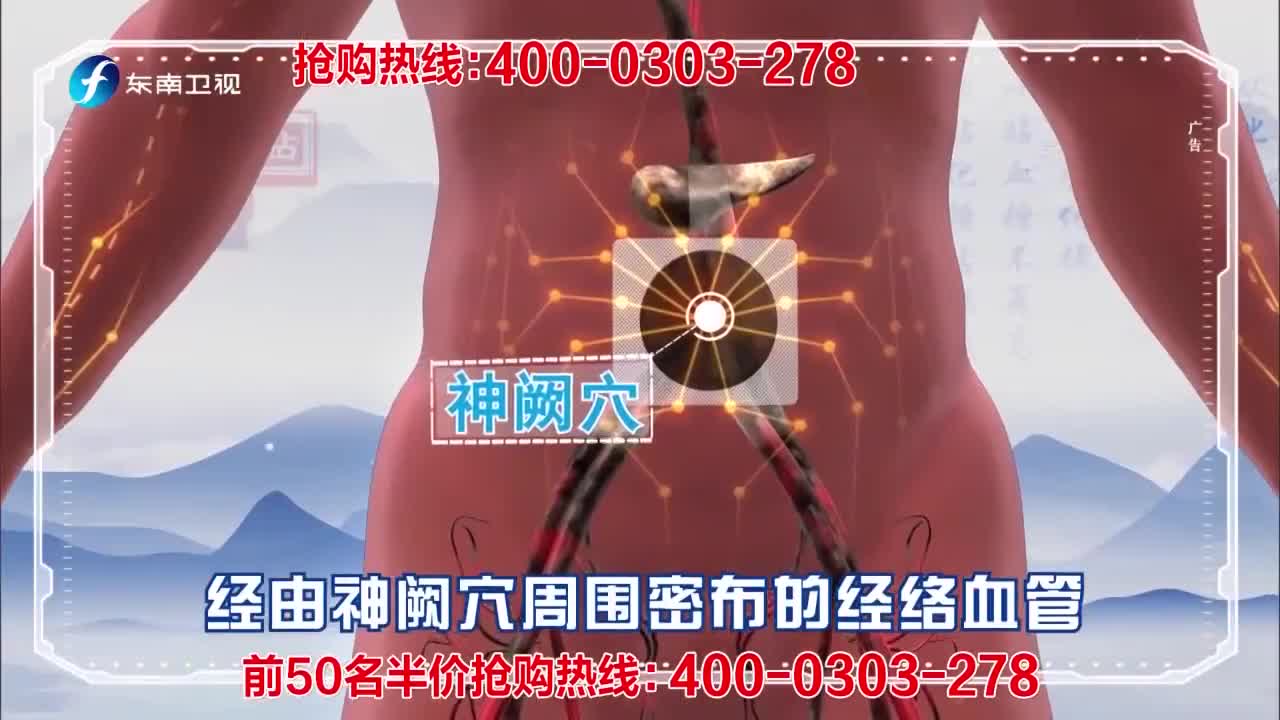 抢购热线:400-0303-278
东南卫视
广告
神阙穴
经由神阙穴周围密布的经络血管
前50名半价抢购热线:400-0303-278